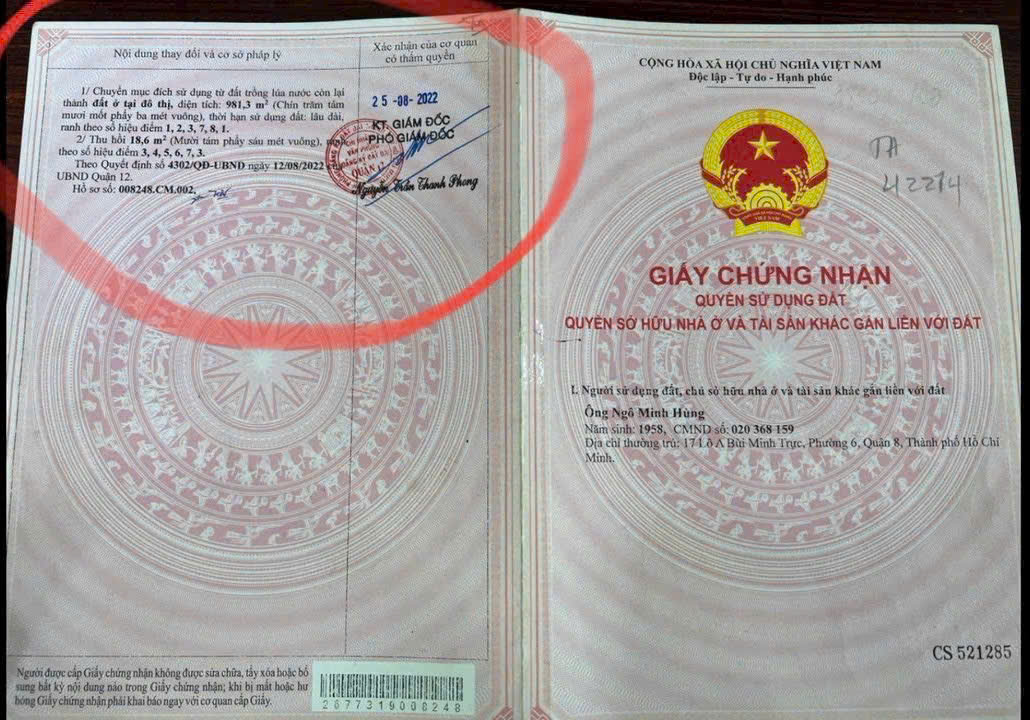 Nội dung thay đổi và cơ sở pháp lý
Xác nhận của cơ quan
có thẩm quyền
1/ Chuyển mục đích sử dụng từ đất trồng lúa nước còn lại
thành đất ở tại đô thị, diện tích: 981,3 m² (Chín trăm tám
mươi mốt phẩy ba mét vuông), thời hạn sử dụng đất: lâu dài,
ranh theo số hiệu điểm 1, 2, 3, 7, 8, 1.
2/ Thu hồi 18,6 m² (Mười tám phẩy sáu mét vuông),
theo số hiệu điểm 3, 4, 5, 6, 7, 3.
Theo Quyết định số 4302/QĐ-UBND ngày 12/08/2022
UBND Quận 12.
Hồ sơ số: 008248.CM.002
25-08-2022
KT. GIÁM ĐỐC
PHÓ GIÁM ĐỐC
QUẬN 12
Nguyễn Trần Thanh Phong
Người được cấp Giấy chứng nhận không được sửa chữa, tẩy xóa hoặc bổ
sung bất kỳ nội dung nào trong Giấy chứng nhận; khi bị mất hoặc hư
hỏng Giấy chứng nhận phải khai báo ngay với cơ quan cấp Giấy.
2677319008248
CỘNG HÒA XÃ HỘI CHỦ NGHĨA VIỆT NAM
Độc lập - Tự do - Hạnh phúc
VIỆT NAM
TA
42214
GIẤY CHỨNG NHẬN
QUYỀN SỬ DỤNG ĐẤT
QUYỀN SỞ HỮU NHÀ Ở VÀ TÀI SẢN KHÁC GẮN LIỀN VỚI ĐẤT
I. Người sử dụng đất, chủ sở hữu nhà ở và tài sản khác gắn liền với đất
Ông Ngô Minh Hùng
Năm sinh: 1958, CMND số: 020 368 159
Địa chỉ thường trú: 174 Lô A Bùi Minh Trực, Phường 6, Quận 8, Thành phố Hồ Chí
Minh.
CS 521285